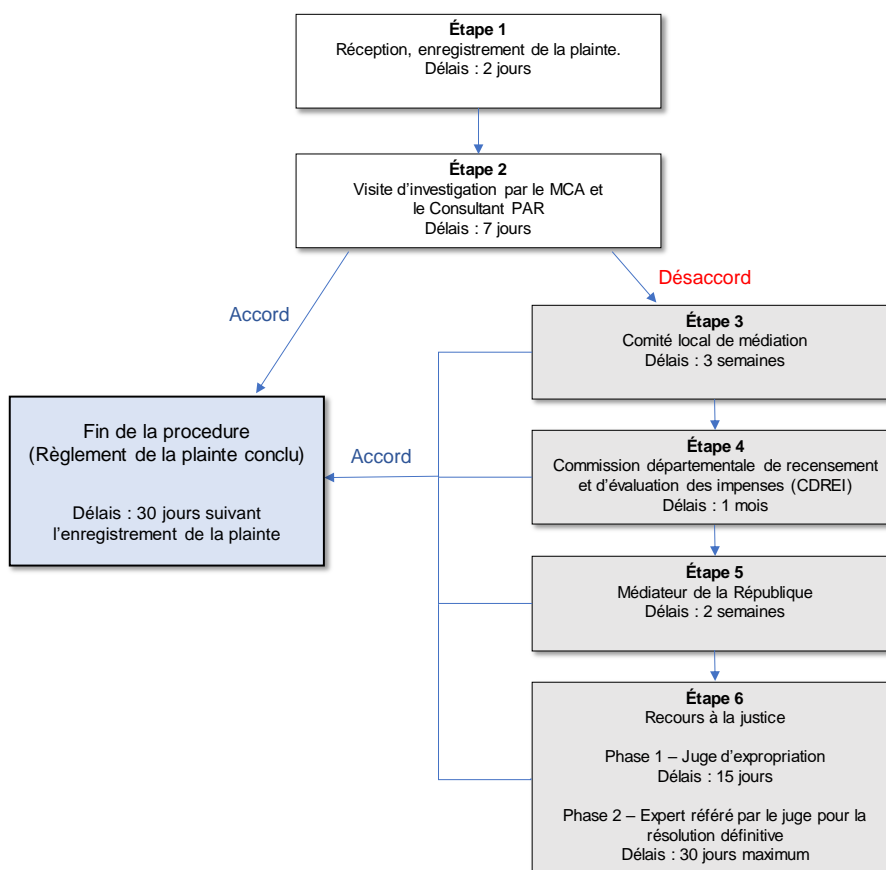 Étape 1
Réception, enregistrement de la plainte.
Délais : 2 jours
Étape 2
Visite d’investigation par le MCA et
le Consultant PAR
Délais : 7 jours
Désaccord
Accord
Étape 3
Comité local de médiation
Délais : 3 semaines
Fin de la procedure
(Règlement de la plainte conclu)
Délais : 30 jours suivant
l’enregistrement de la plainte
Accord
Étape 4
Commission départementale de recensement
et d’évaluation des impenses (CDREI)
Délais : 1 mois
Étape 5
Médiateur de la République
Délais : 2 semaines
Étape 6
Recours à la justice
Phase 1 – Juge d’expropriation
Délais : 15 jours
Phase 2 – Expert référé par le juge pour la
résolution définitive
Délais : 30 jours maximum